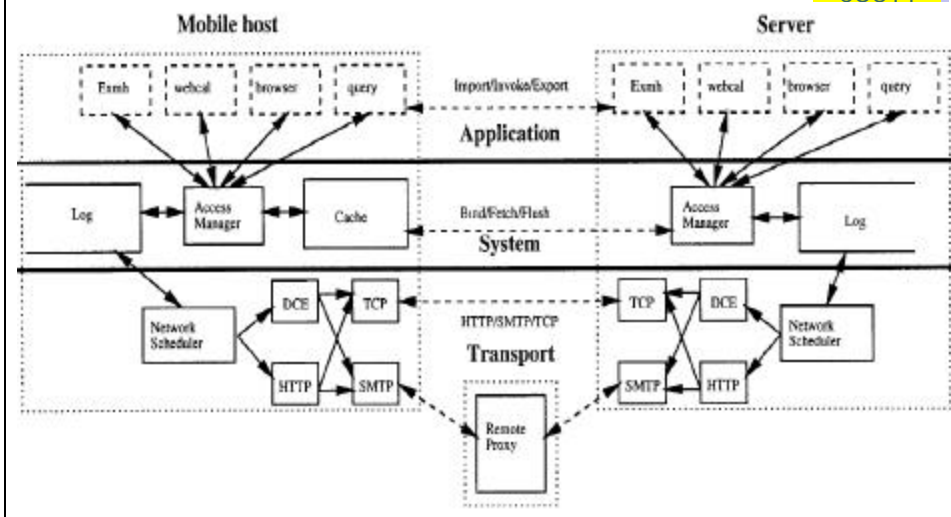 Mobile host
Server
Exmh webcal browser query
Import/Invoke/Export
Exmh webcal browser query
Application
Log
Access
Manager
Cache
Bind/Fetch/Flush
Access
Manager
Log
System
Network
Scheduler
DCE
TCP
HTTP
SMTP
HTTP/SMTP/TCP
Transport
TCP
DCE
SMTP
HTTP
Network
Scheduler
Remote
Proxy